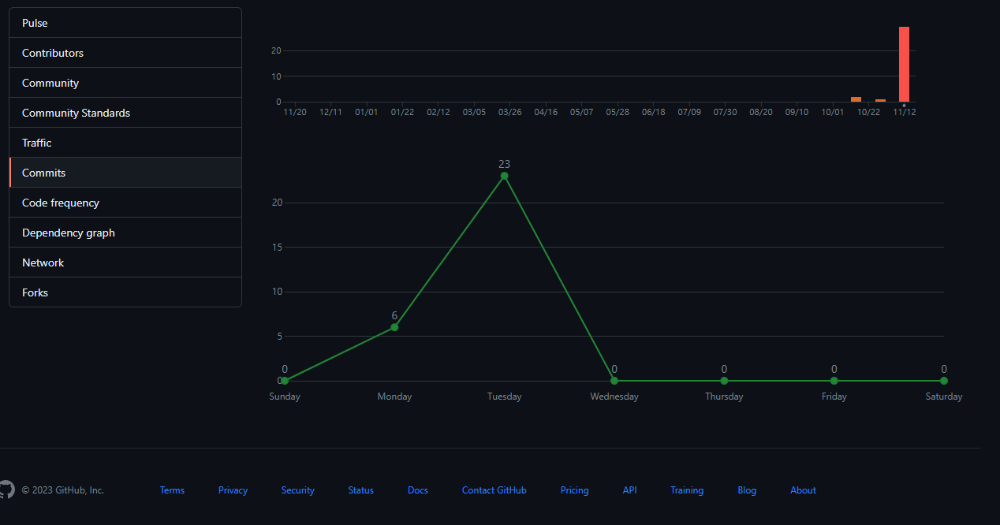 Pulse
Contributors
Community
Community Standards
Traffic
Commits
Code frequency
Dependency graph
Network
Forks
20
10
0
11/20 12/11 01/01 01/22 02/12 03/05 03/26 04/16 05/07 05/28 06/18 07/09 07/30 08/20 09/10 10/01 10/22 11/12
23
20
15
10
6
5
0 0 0 0 0
0
Sunday Monday Tuesday Wednesday Thursday Friday Saturday
© 2023 GitHub, Inc. Terms Privacy Security Status Docs Contact GitHub Pricing API Training Blog About